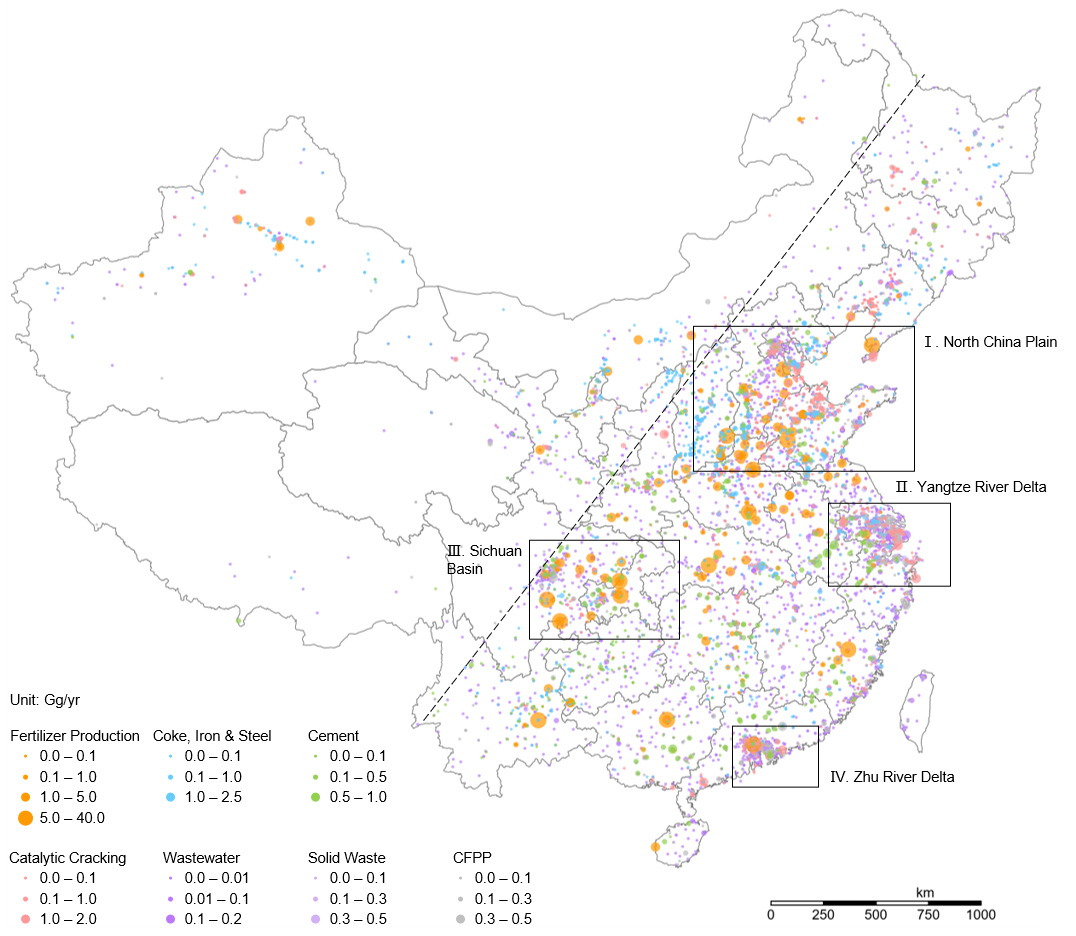 Ⅰ. North China Plain
Ⅱ. Yangtze River Delta
Ⅲ. Sichuan
Basin
Unit: Gg/yr
Fertilizer Production Coke, Iron & Steel Cement
0.0 – 0.1 0.0 – 0.1 0.0 – 0.1
0.1 – 1.0 0.1 – 1.0 0.1 – 0.5
1.0 – 5.0 1.0 – 2.5 0.5 – 1.0
5.0 – 40.0
Ⅳ. Zhu River Delta
Catalytic Cracking Wastewater Solid Waste CFPP
0.0 – 0.1 0.0 – 0.01 0.0 – 0.1 0.0 – 0.1
0.1 – 1.0 0.01 – 0.1 0.1 – 0.3 0.1 – 0.3
1.0 – 2.0 0.1 – 0.2 0.3 – 0.5 0.3 – 0.5
km
0 250 500 750 1000